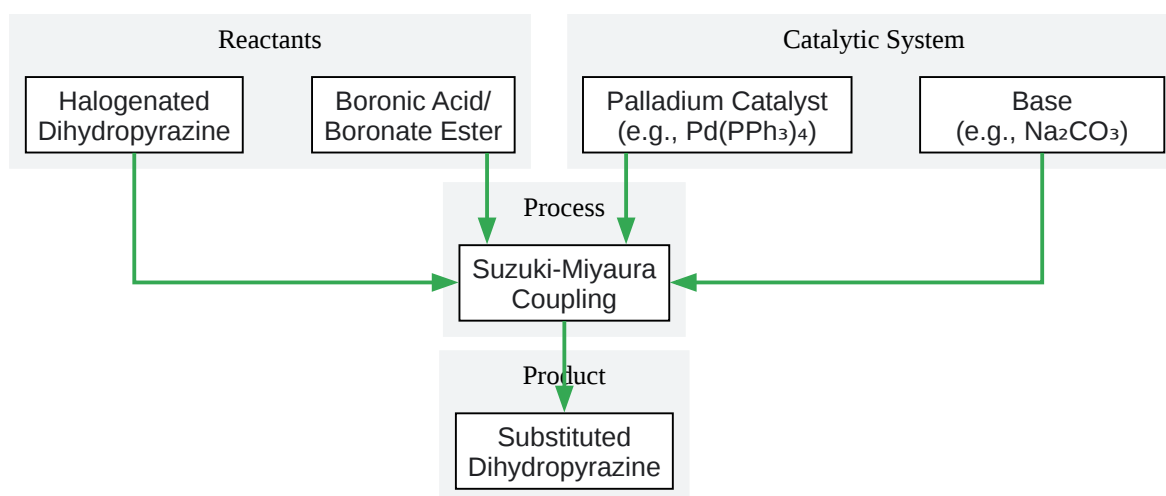 Reactants
Catalytic System
Halogenated
Dihydropyrazine
Boronic Acid/
Boronate Ester
Palladium Catalyst
(e.g., Pd(PPh₃)₄)
Base
(e.g., Na₂CO₃)
Process
Suzuki-Miyaura
Coupling
Product
Substituted
Dihydropyrazine